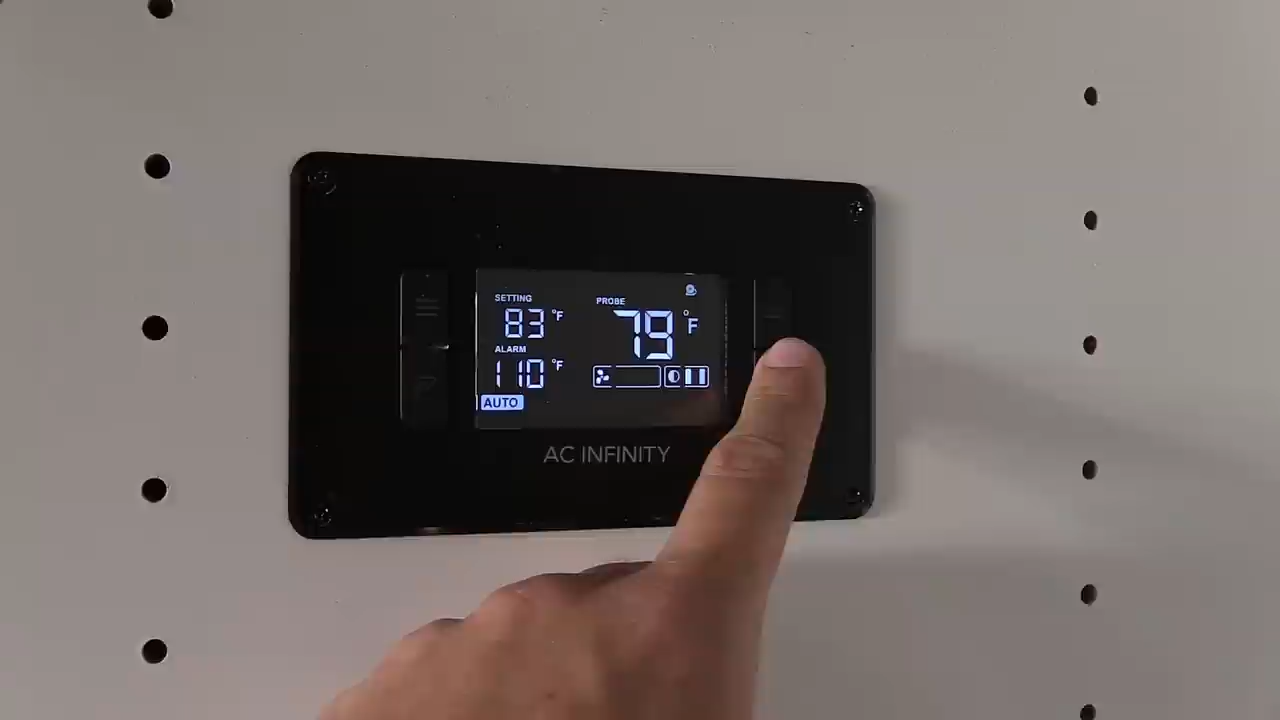 SETTING
83 °F
ALARM
110 °F
AUTO
PROBE
79 °F
AC INFINITY